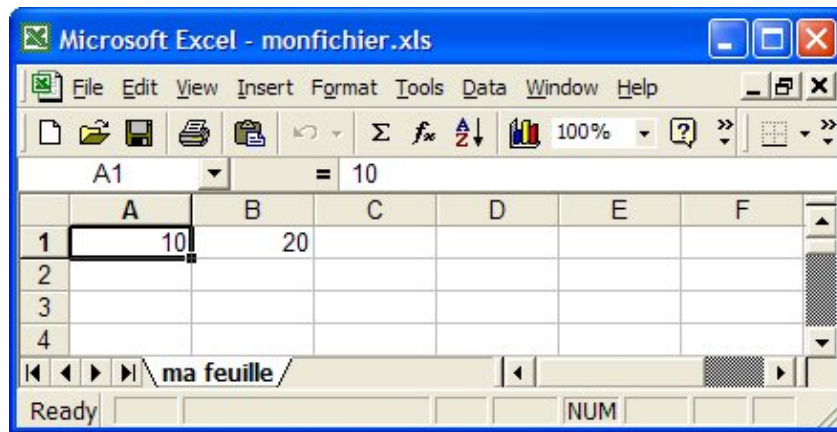 Microsoft Excel - monfichier.xls
File Edit View Insert Format Tools Data Window Help
Σ fx A Z 100% ? » »
A1 = 10
A B C D E F
1 10 20
2
3
4
ma feuille
Ready NUM